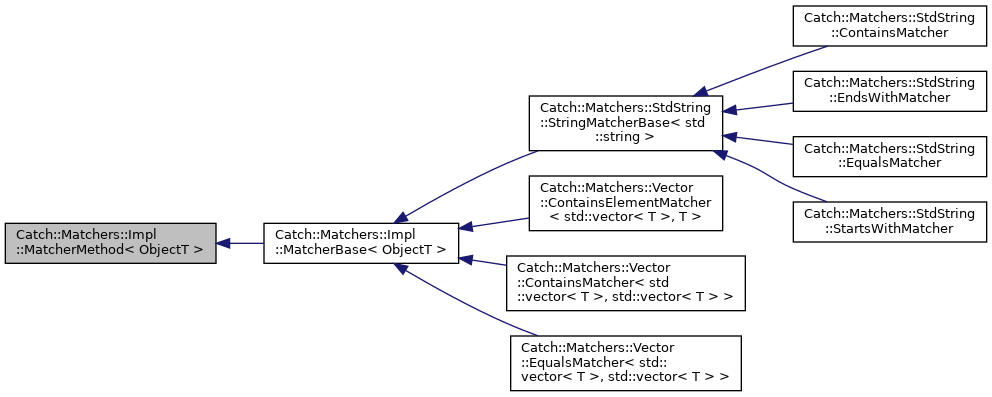 Catch::Matchers::Impl
::MatcherMethod< ObjectT >
Catch::Matchers::Impl
::MatcherBase< ObjectT >
Catch::Matchers::StdString
::StringMatcherBase< std
::string >
Catch::Matchers::Vector
::ContainsElementMatcher
< std::vector< T >, T >
Catch::Matchers::Vector
::ContainsMatcher< std
::vector< T >, std::vector< T > >
Catch::Matchers::Vector
::EqualsMatcher< std::
vector< T >, std::vector< T > >
Catch::Matchers::StdString
::ContainsMatcher
Catch::Matchers::StdString
::EndsWithMatcher
Catch::Matchers::StdString
::EqualsMatcher
Catch::Matchers::StdString
::StartsWithMatcher